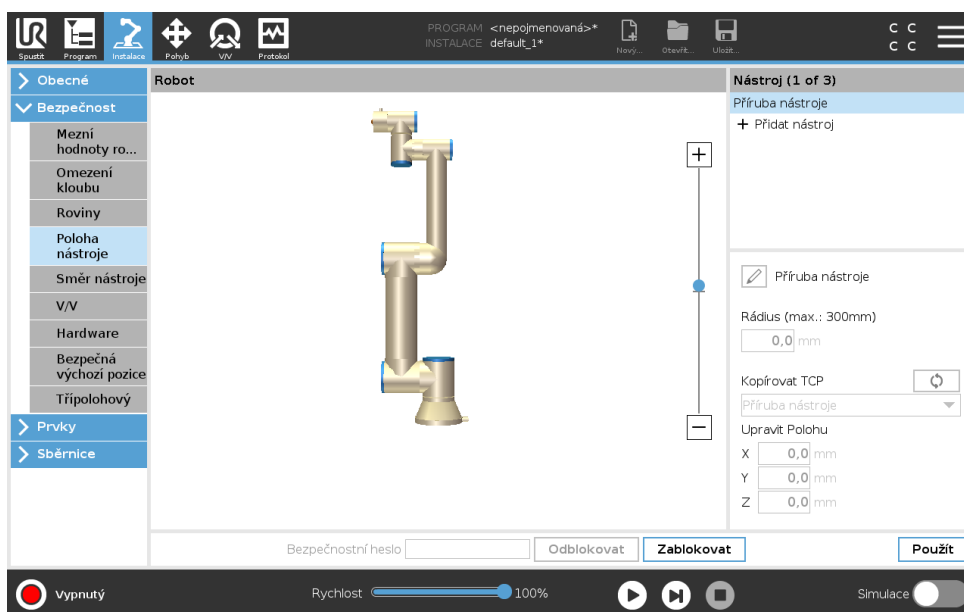 UR
PROGRAM <nepojmenovaná>*
INSTALACE default_1*
Spustit Program Instalace Pohyb V/V Protokol Nový... Otevřít... Uložit...
C C
C C
Obecné
Bezpečnost
Mezní
hodnoty ro...
Omezení
kloubu
Roviny
Poloha
nástroje
Směr nástroje
V/V
Hardware
Bezpečná
výchozí pozice
Třípolohový
Prvky
Sběrnice
Robot
Nástroj (1 of 3)
Příruba nástroje
+ Přidat nástroj
Příruba nástroje
Rádius (max.: 300mm)
0,0 mm
Kopírovat TCP
Příruba nástroje
Upravit Polohu
X 0,0 mm
Y 0,0 mm
Z 0,0 mm
Bezpečnostní heslo Odblokovat Zablokovat Použít
Vypnutý Rychlost 100% Simulace